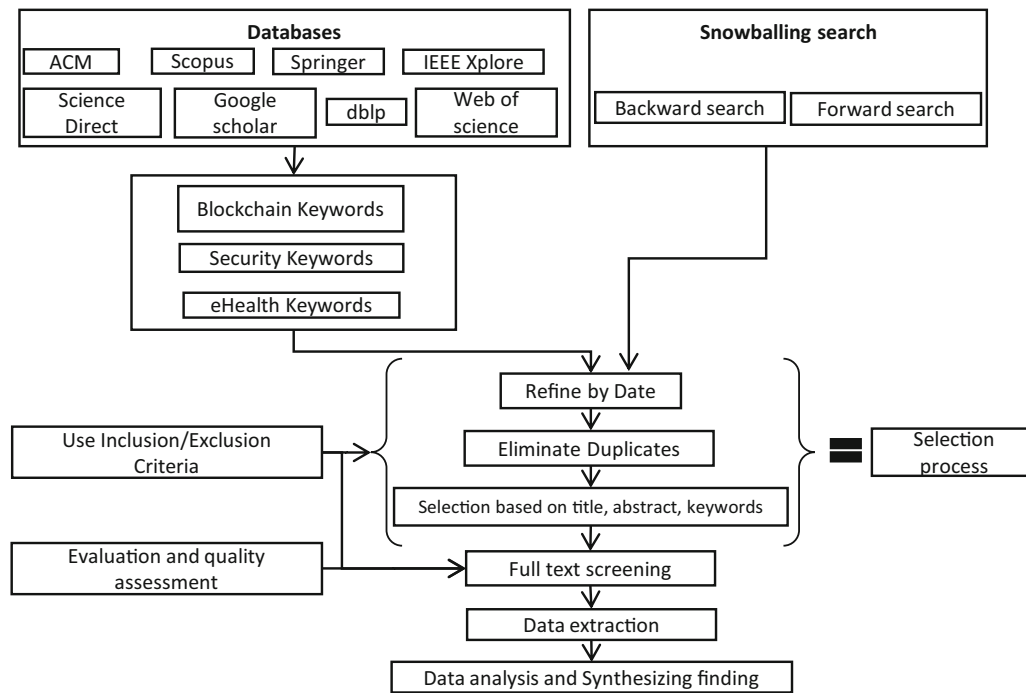 Databases
ACM
Scopus
Springer
IEEE Xplore
Science
Direct
Google
scholar
dblp
Web of
science
Snowballing search
Backward search
Forward search
Blockchain Keywords
Security Keywords
eHealth Keywords
Refine by Date
Eliminate Duplicates
Selection based on title, abstract, keywords
Use Inclusion/Exclusion
Criteria
Selection
process
Evaluation and quality
assessment
Full text screening
Data extraction
Data analysis and Synthesizing finding